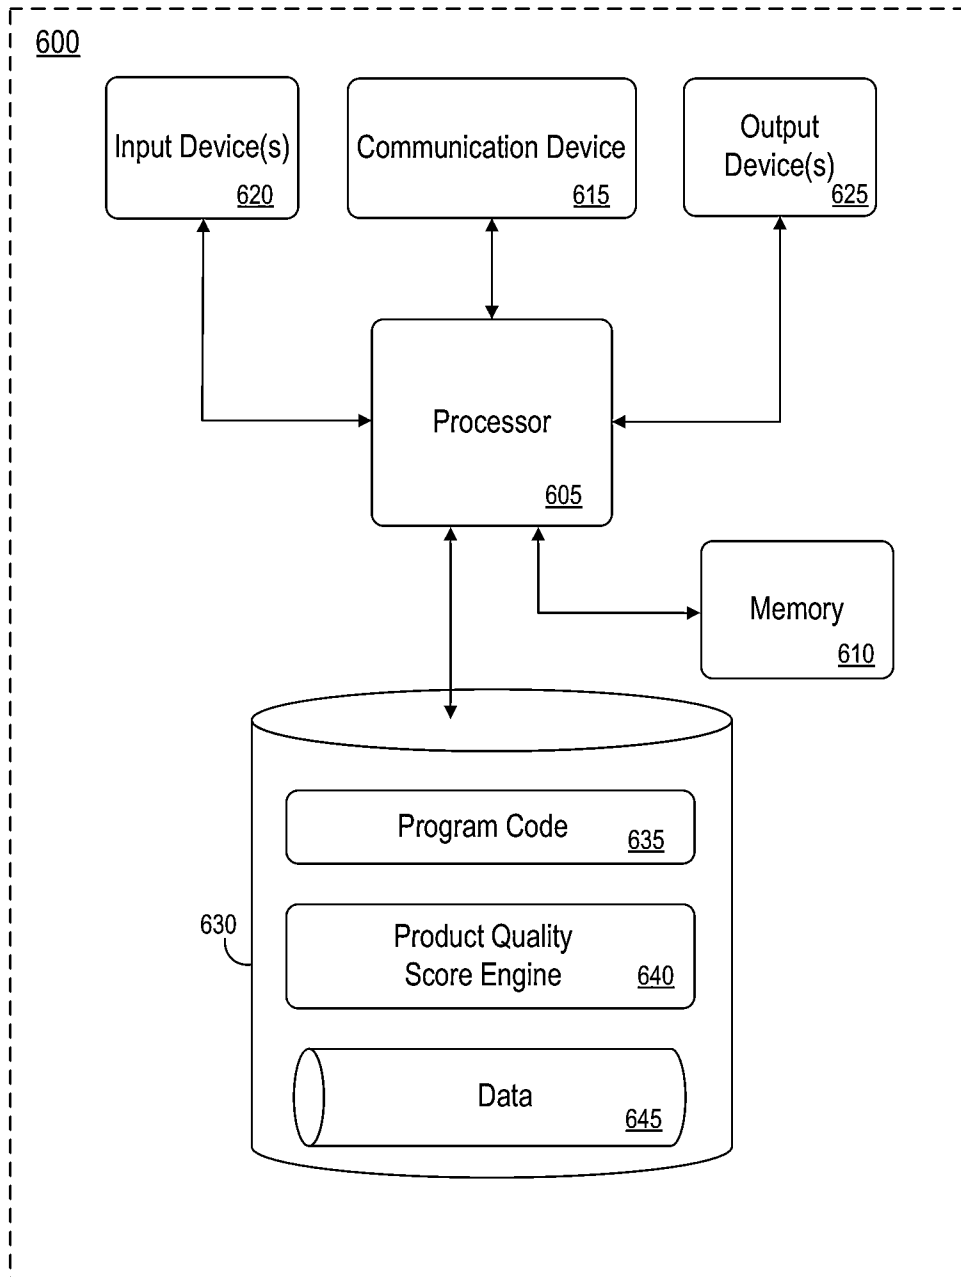 600
Input Device(s)
620
Communication Device
615
Output
Device(s)
625
Processor
605
Memory
610
630
Program Code
635
Product Quality
Score Engine
640
Data
645